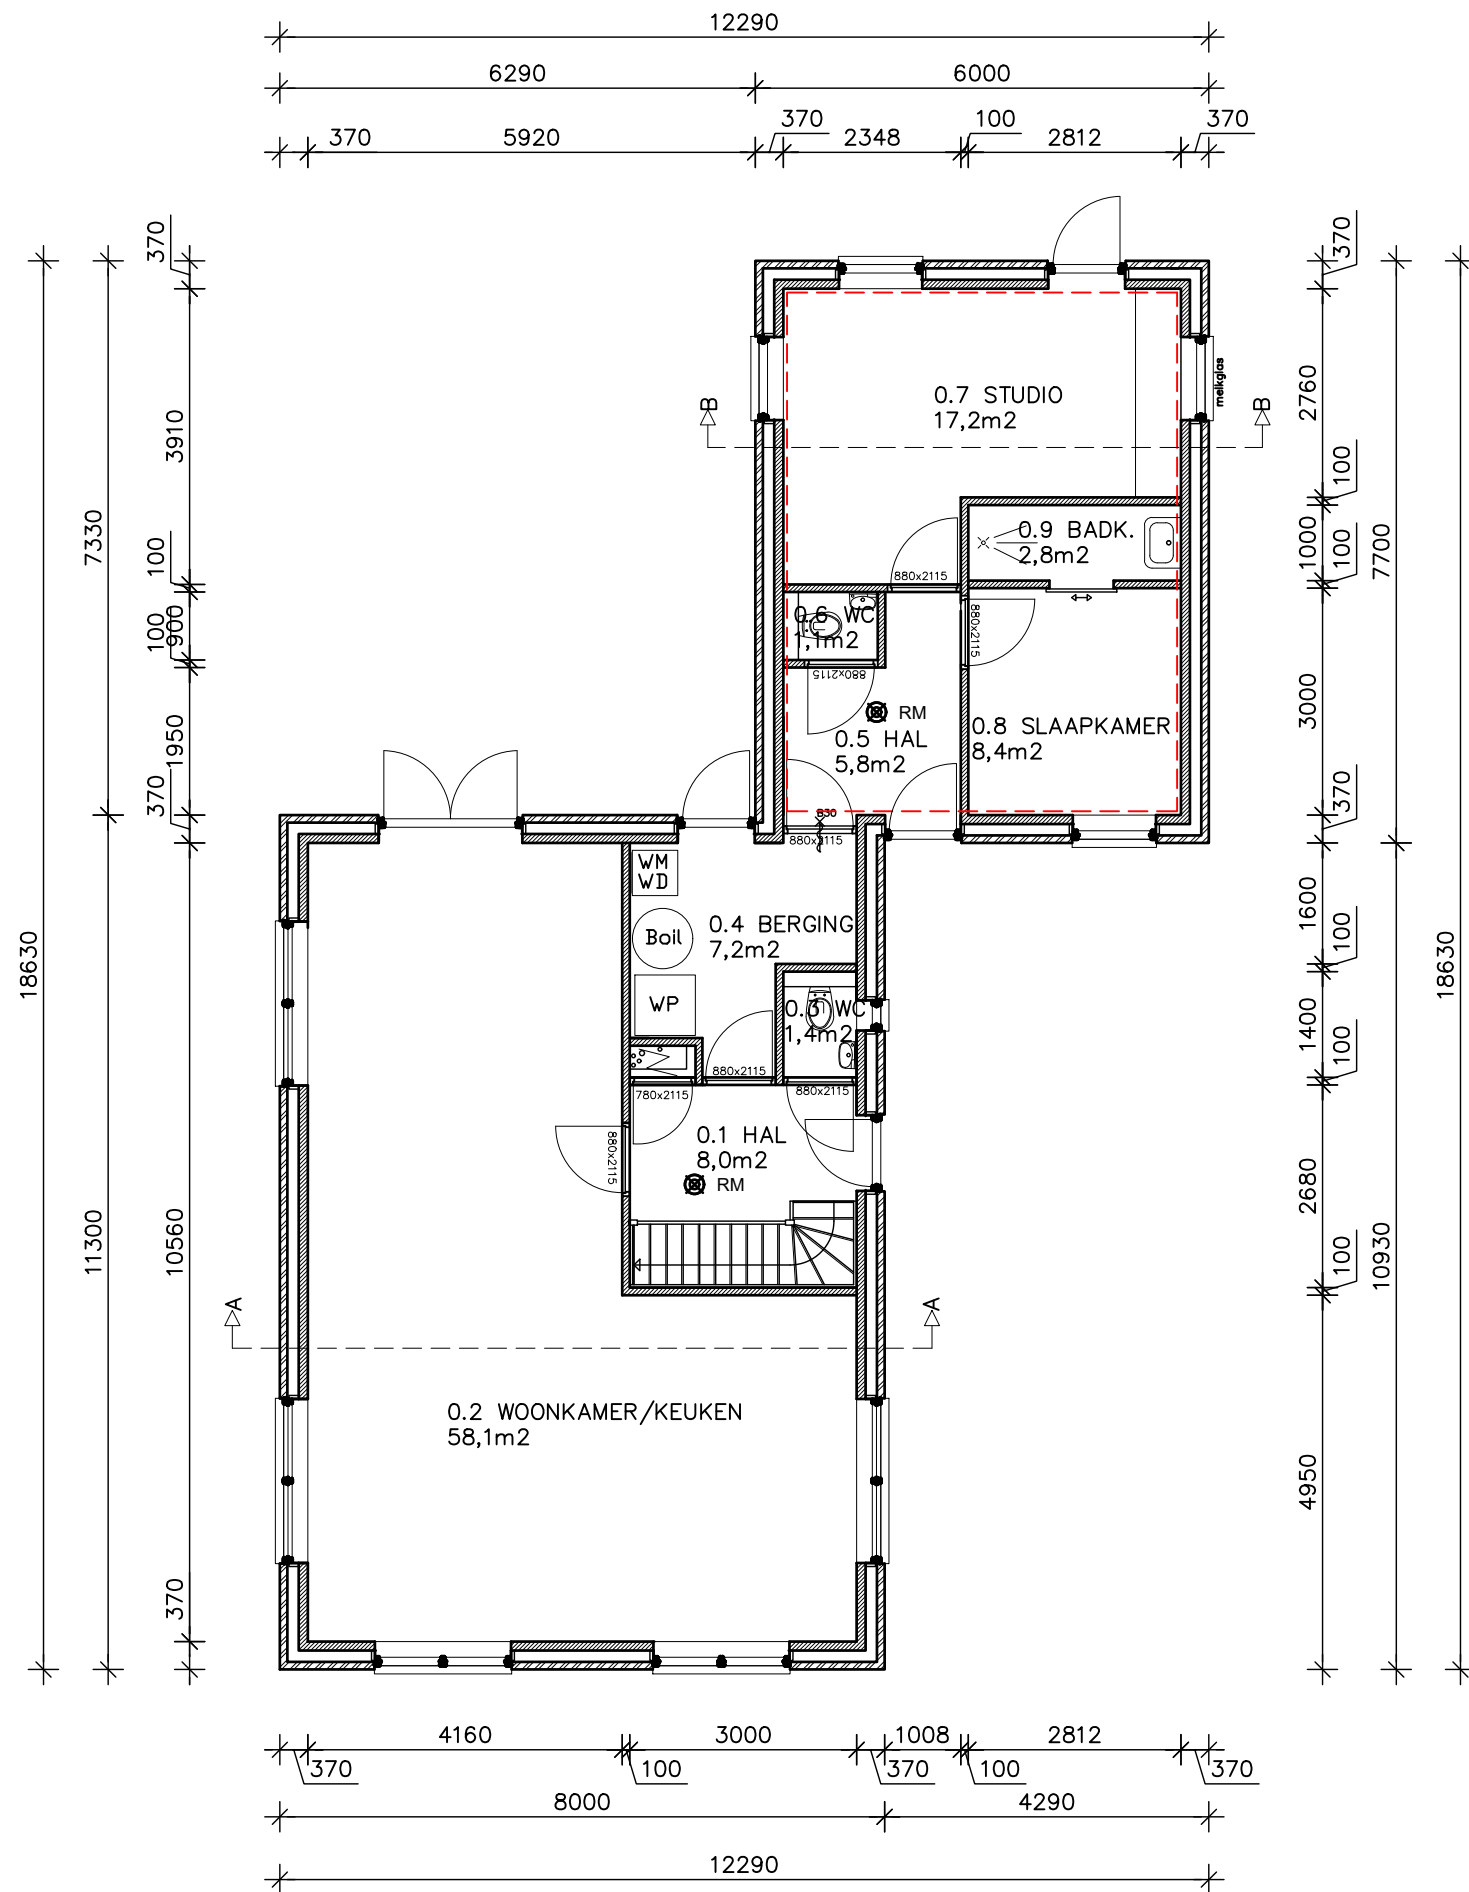 12290
6290 6000
370 5920 370 2348 100 2812 370
370
3910
100
900
100
1950
370
10560
370
7330
11300
18630
370
2760
100
1000
100
3000
370
1600
100
1400
100
2680
100
4950
7700
10930
18630
melkglas
B B
0.7 STUDIO
17,2m2
0.9 BADK.
2,8m2
880x2115
0.6 WC
1,1m2
880x2115
880x2115
RM
0.5 HAL
5,8m2
0.8 SLAAPKAMER
8,4m2
B30
880x2115
WM
WD
Boil
WP
0.4 BERGING
7,2m2
0.3 WC
1,4m2
780x2115
880x2115
880x2115
880x2115
0.1 HAL
8,0m2
RM
A A
0.2 WOONKAMER/KEUKEN
58,1m2
4160 3000 1008 2812
370 100 370 100 370
8000 4290
12290